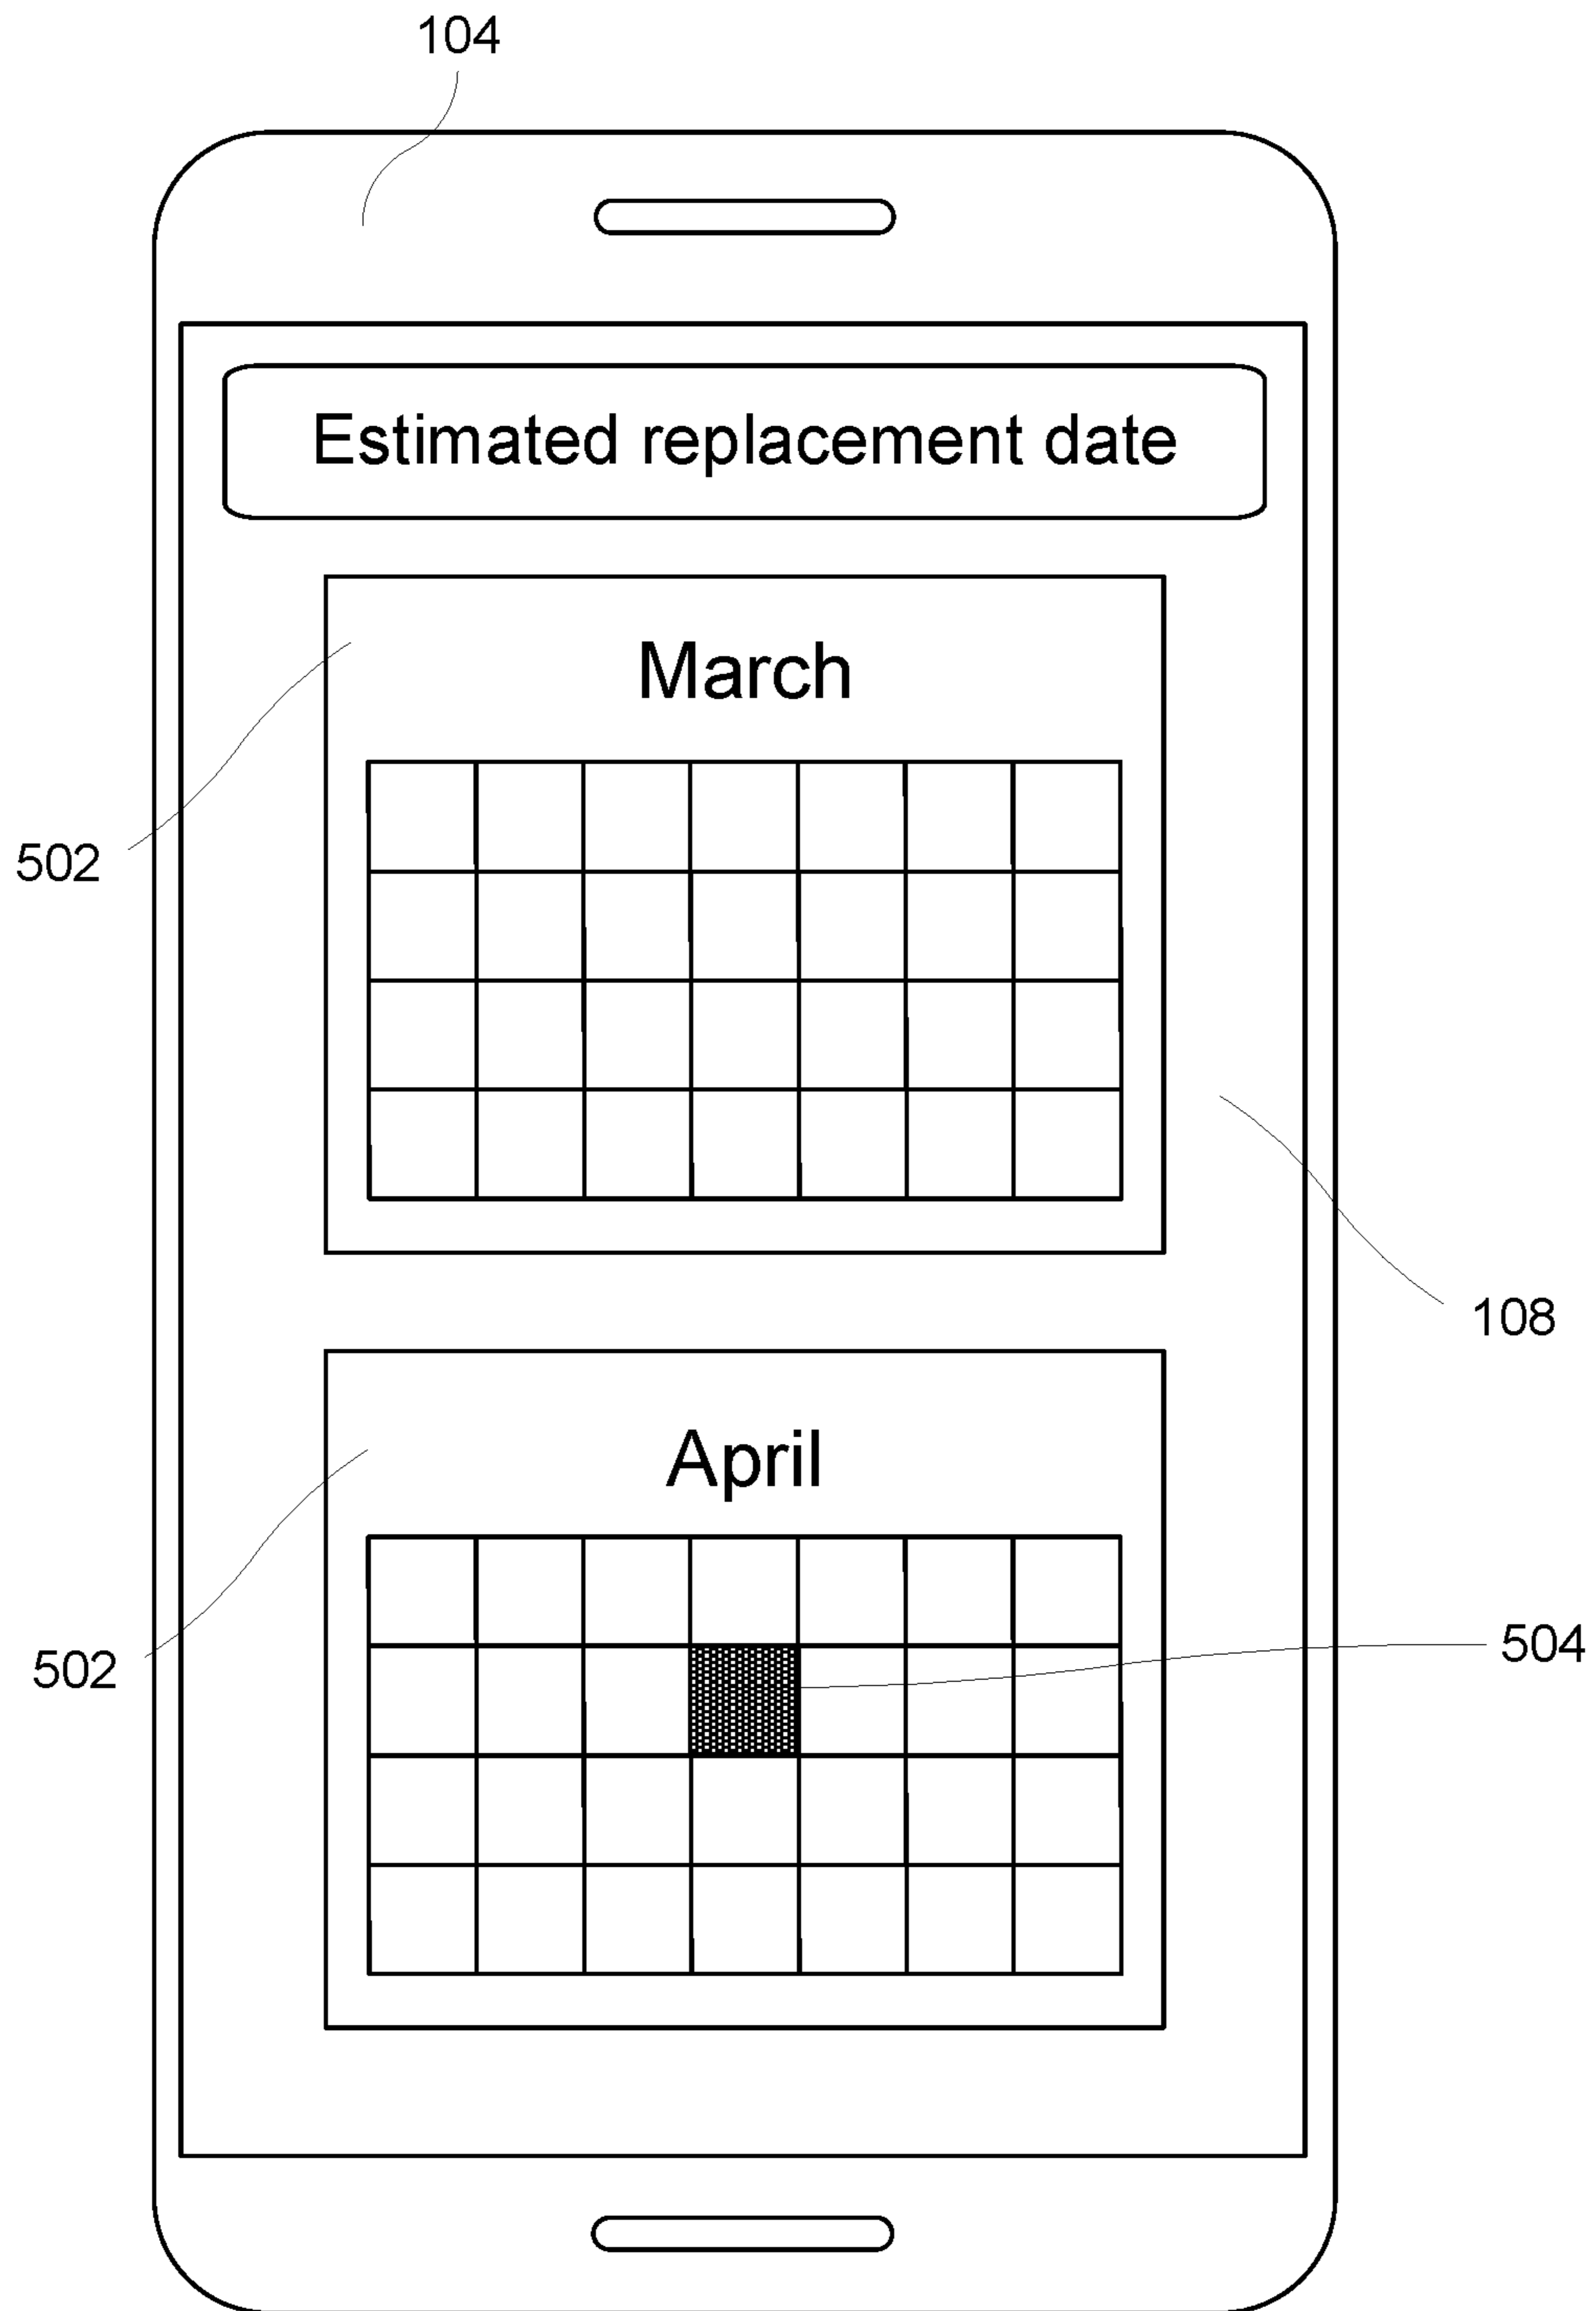 104
Estimated replacement date
March
502
108
April
504
502